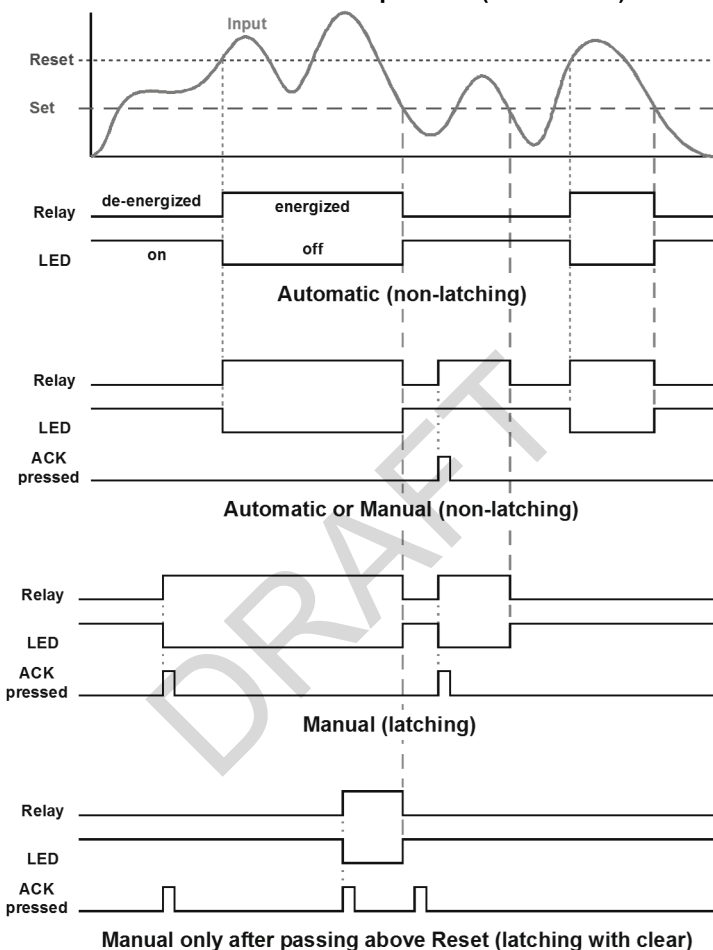 Input
Reset
Set
Relay
de-energized
energized
LED
on
off
Automatic (non-latching)
Relay
LED
ACK
pressed
Automatic or Manual (non-latching)
Relay
LED
ACK
pressed
Manual (latching)
Relay
LED
ACK
pressed
Manual only after passing above Reset (latching with clear)
DRAFT